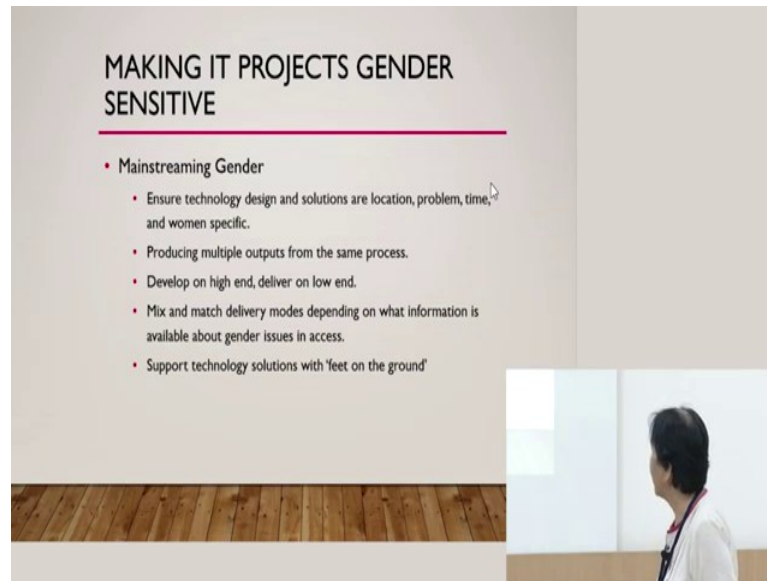 MAKING IT PROJECTS GENDER
SENSITIVE
• Mainstreaming Gender
• Ensure technology design and solutions are location, problem, time,
and women specific.
• Producing multiple outputs from the same process.
• Develop on high end, deliver on low end.
• Mix and match delivery modes depending on what information is
available about gender issues in access.
• Support technology solutions with 'feet on the ground'